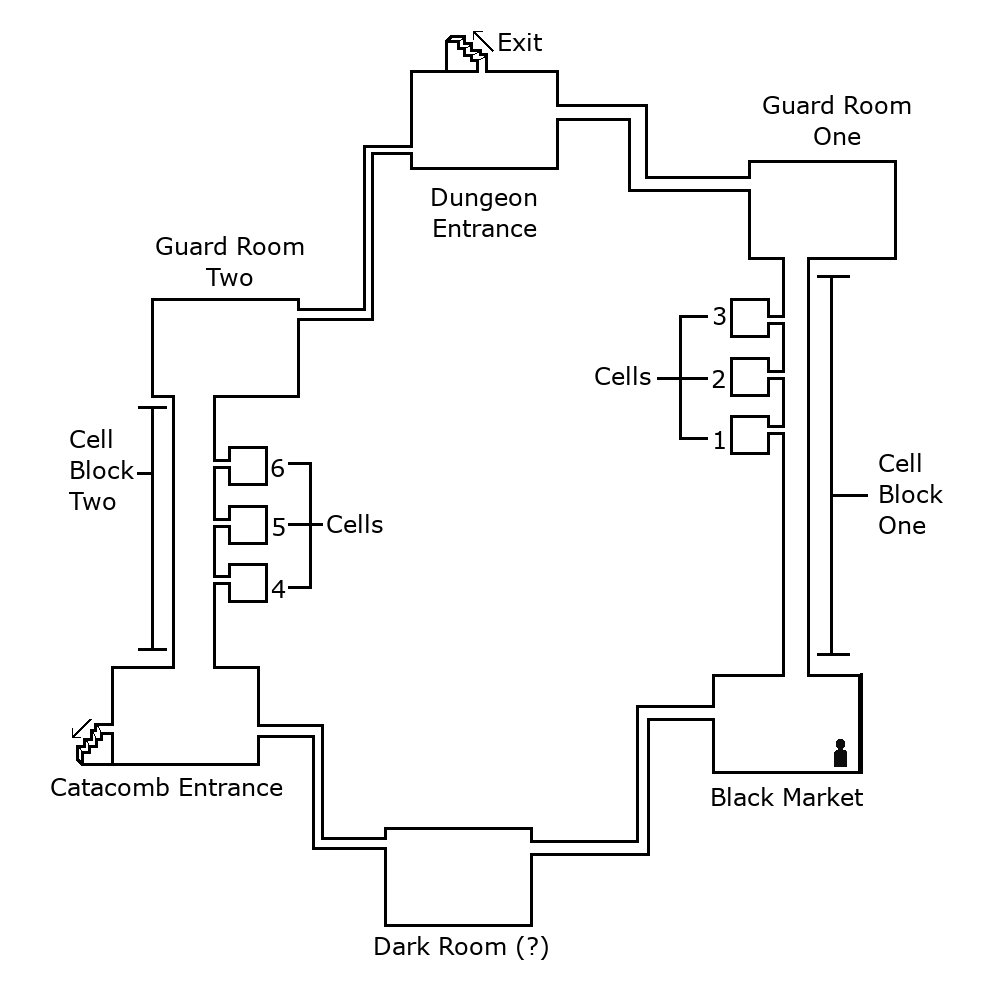 Exit
Guard Room
One
Dungeon
Entrance
Guard Room
Two
3
Cells
2
1
Cell
Block
Two
6
5
Cells
4
Cell
Block
One
Catacomb Entrance
Black Market
Dark Room (?)